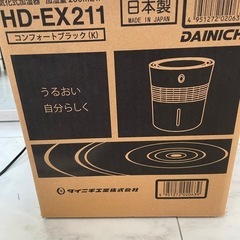 HD-EX211
コンフォートブラック(K)
日本製
MADE IN JAPAN
DAINICHI
うるおい
自分らしく
ダイニチ工業株式会社